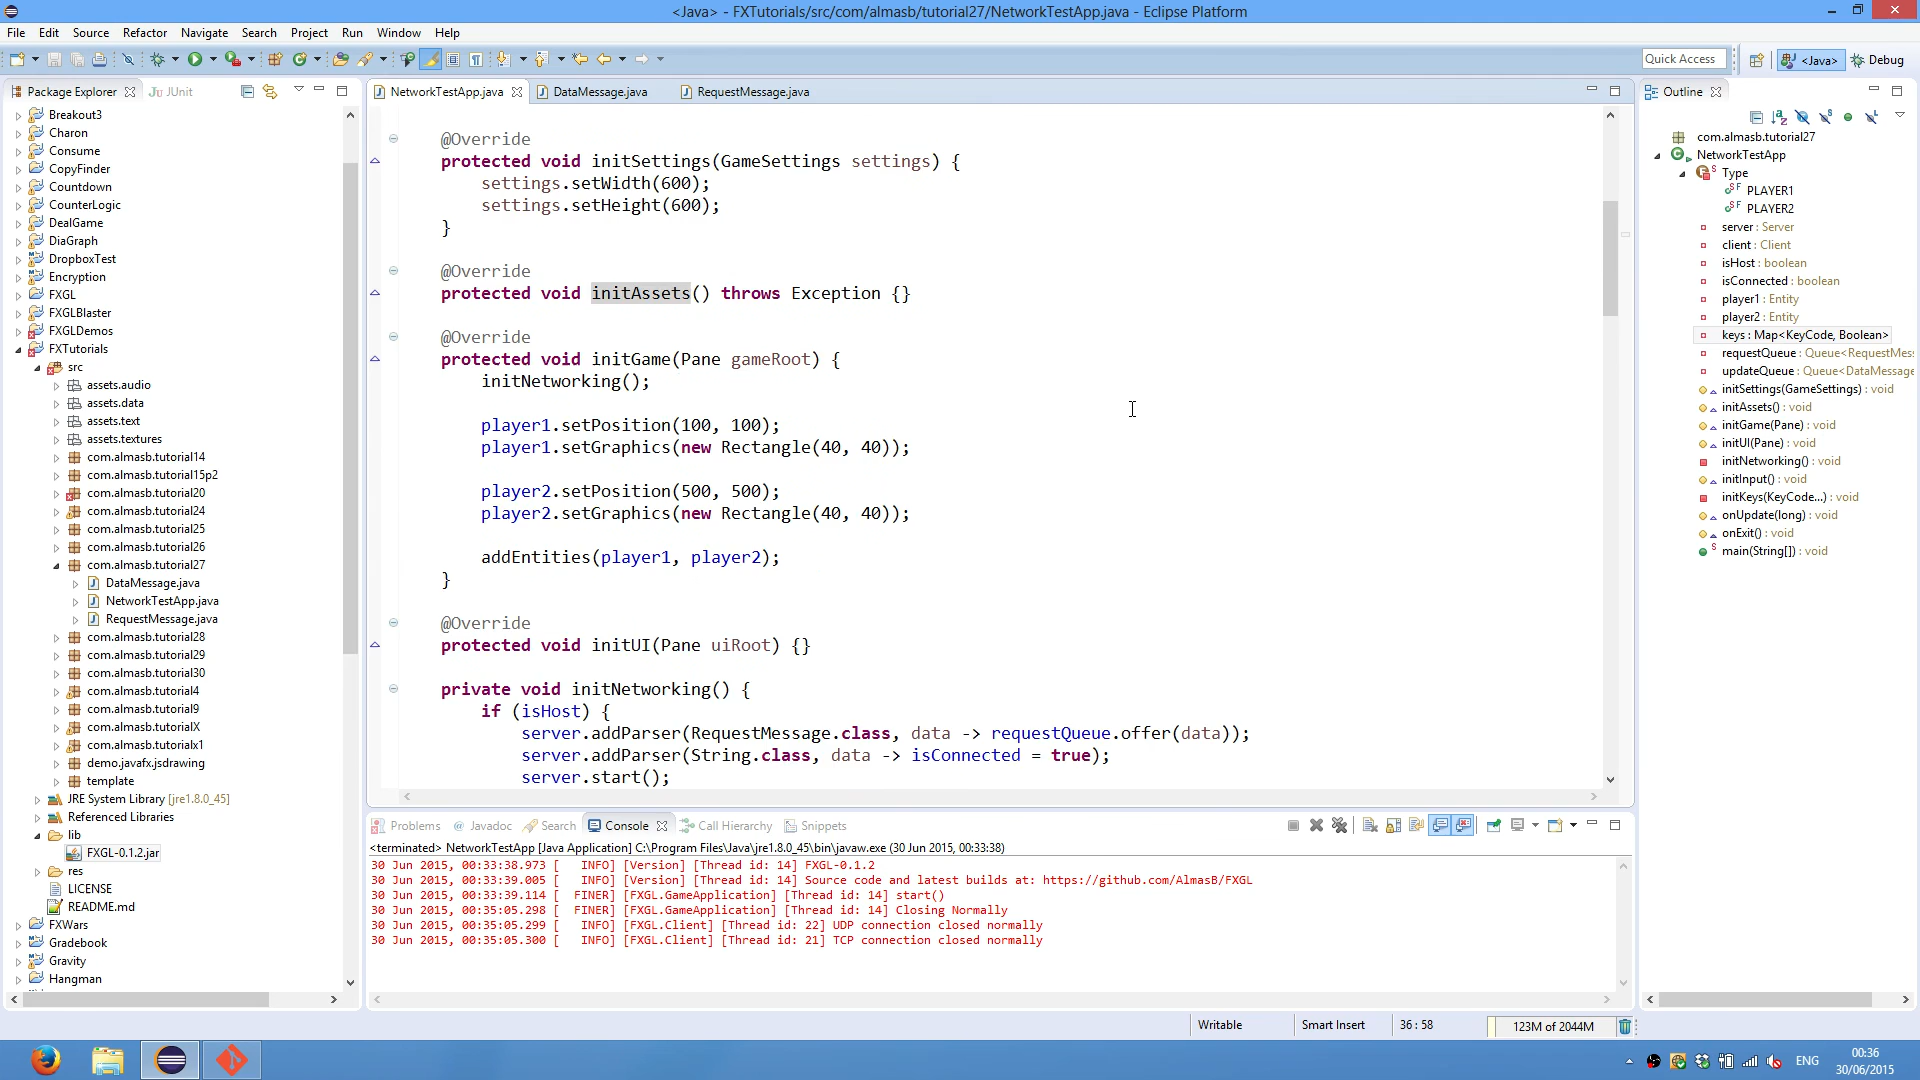 <Java> - FXTutorials/src/com/almasb/tutorial27/NetworkTestApp.java - Eclipse Platform
File Edit Source Refactor Navigate Search Project Run Window Help
Quick Access <Java> Debug
Package Explorer JUnit
Breakout3
Charon
Consume
CopyFinder
Countdown
CounterLogic
DealGame
DiaGraph
DropboxTest
Encryption
FXGL
FXGLBlaster
FXGLDemos
FXTutorials
src
assets.audio
assets.data
assets.text
assets.textures
com.almasb.tutorial14
com.almasb.tutorial15p2
com.almasb.tutorial20
com.almasb.tutorial24
com.almasb.tutorial25
com.almasb.tutorial26
com.almasb.tutorial27
DataMessage.java
NetworkTestApp.java
RequestMessage.java
com.almasb.tutorial28
com.almasb.tutorial29
com.almasb.tutorial30
com.almasb.tutorial4
com.almasb.tutorial9
com.almasb.tutorialX
com.almasb.tutorialx1
demo.javafx.jsdrawing
template
JRE System Library [jre1.8.0_45]
Referenced Libraries
lib
FXGL-0.1.2.jar
res
LICENSE
README.md
FXWars
Gradebook
Gravity
Hangman
NetworkTestApp.java DataMessage.java RequestMessage.java
@Override
protected void initSettings(GameSettings settings) {
settings.setWidth(600);
settings.setHeight(600);
}
@Override
protected void initAssets() throws Exception {}
@Override
protected void initGame(Pane gameRoot) {
initNetworking();
player1.setPosition(100, 100);
player1.setGraphics(new Rectangle(40, 40));
player2.setPosition(500, 500);
player2.setGraphics(new Rectangle(40, 40));
addEntities(player1, player2);
}
@Override
protected void initUI(Pane uiRoot) {}
private void initNetworking() {
if (isHost) {
server.addParser(RequestMessage.class, data -> requestQueue.offer(data));
server.addParser(String.class, data -> isConnected = true);
server.start();
Outline
com.almasb.tutorial27
NetworkTestApp
Type
PLAYER1
PLAYER2
server : Server
client : Client
isHost : boolean
isConnected : boolean
player1 : Entity
player2 : Entity
keys : Map<KeyCode, Boolean>
requestQueue : Queue<RequestMes
updateQueue : Queue<DataMessage
initSettings(GameSettings) : void
initAssets() : void
initGame(Pane) : void
initUI(Pane) : void
initNetworking() : void
initInput() : void
initKeys(KeyCode...) : void
onUpdate(long) : void
onExit() : void
main(String[]) : void
Problems Javadoc Search Console Call Hierarchy Snippets
<terminated> NetworkTestApp [Java Application] C:\Program Files\Java\jre1.8.0_45\bin\javaw.exe (30 Jun 2015, 00:33:38)
30 Jun 2015, 00:33:38.973 [ INFO] [Version] [Thread id: 14] FXGL-0.1.2
30 Jun 2015, 00:33:39.005 [ INFO] [Version] [Thread id: 14] Source code and latest builds at: https://github.com/AlmasB/FXGL
30 Jun 2015, 00:33:39.114 [ FINER] [FXGL.GameApplication] [Thread id: 14] start()
30 Jun 2015, 00:35:05.298 [ FINER] [FXGL.GameApplication] [Thread id: 14] Closing Normally
30 Jun 2015, 00:35:05.299 [ INFO] [FXGL.Client] [Thread id: 22] UDP connection closed normally
30 Jun 2015, 00:35:05.300 [ INFO] [FXGL.Client] [Thread id: 21] TCP connection closed normally
Writable Smart Insert 36 : 58 123M of 2044M
ENG
00:36
30/06/2015